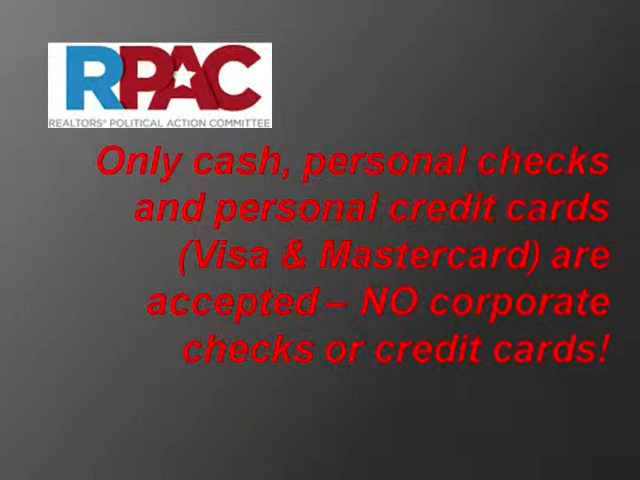 RPAC
REALTORS® POLITICAL ACTION COMMITTEE
Only cash, personal checks
and personal credit cards
(Visa & Mastercard) are
accepted – NO corporate
checks or credit cards!